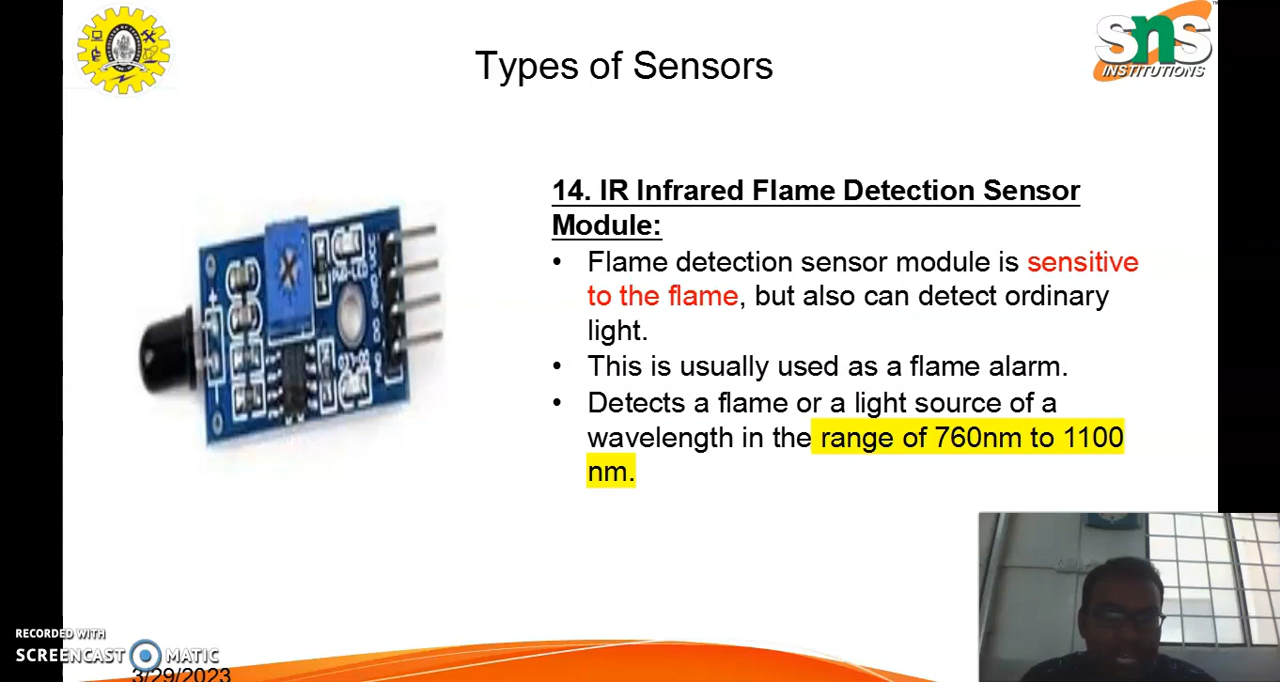 SNS
INSTITUTIONS
Types of Sensors
14. IR Infrared Flame Detection Sensor
Module:
• Flame detection sensor module is sensitive
to the flame, but also can detect ordinary
light.
• This is usually used as a flame alarm.
• Detects a flame or a light source of a
wavelength in the range of 760nm to 1100
nm.
RECORDED WITH
SCREENCAST MATIC
3/29/2023